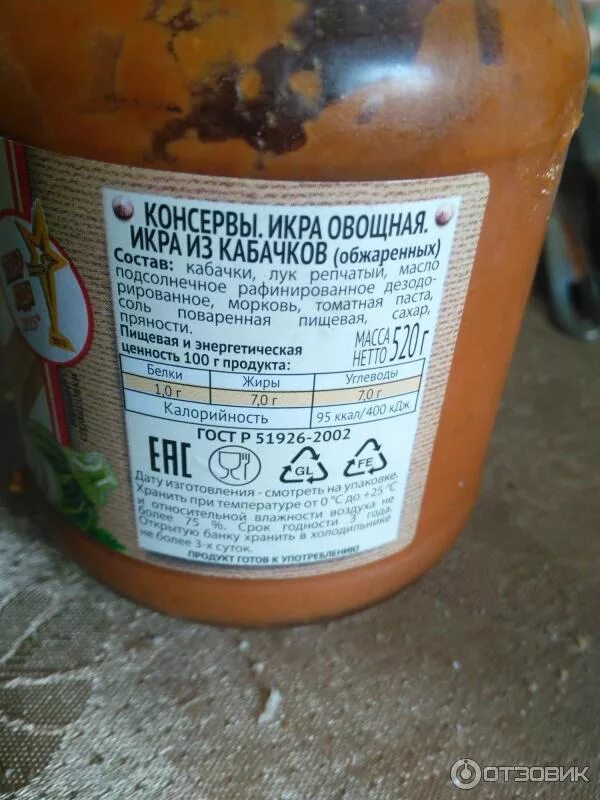 КОНСЕРВЫ. ИКРА ОВОЩНАЯ.
ИКРА ИЗ КАБАЧКОВ (обжаренных)
Состав: кабачки, лук репчатый, масло
подсолнечное рафинированное дезодо-
рированное, морковь, томатная паста,
соль поваренная пищевая, сахар,
пряности.
Пищевая и энергетическая
ценность 100 г продукта:
МАССА
НЕТТО 520 г
Белки Жиры Углеводы
1,0 г 7,0 г 7,0 г
Калорийность 95 ккал/400 кДж
ГОСТ Р 51926-2002
EAC GL FE
Дату изготовления - смотреть на упаковке.
Хранить при температуре от 0 °С до +25 °С
и относительной влажности воздуха не
более 75 %. Срок годности 3 года.
Открытую банку хранить в холодильнике
не более 3-х суток.
ПРОДУКТ ГОТОВ К УПОТРЕБЛЕНИЮ
ОТЗОВИК